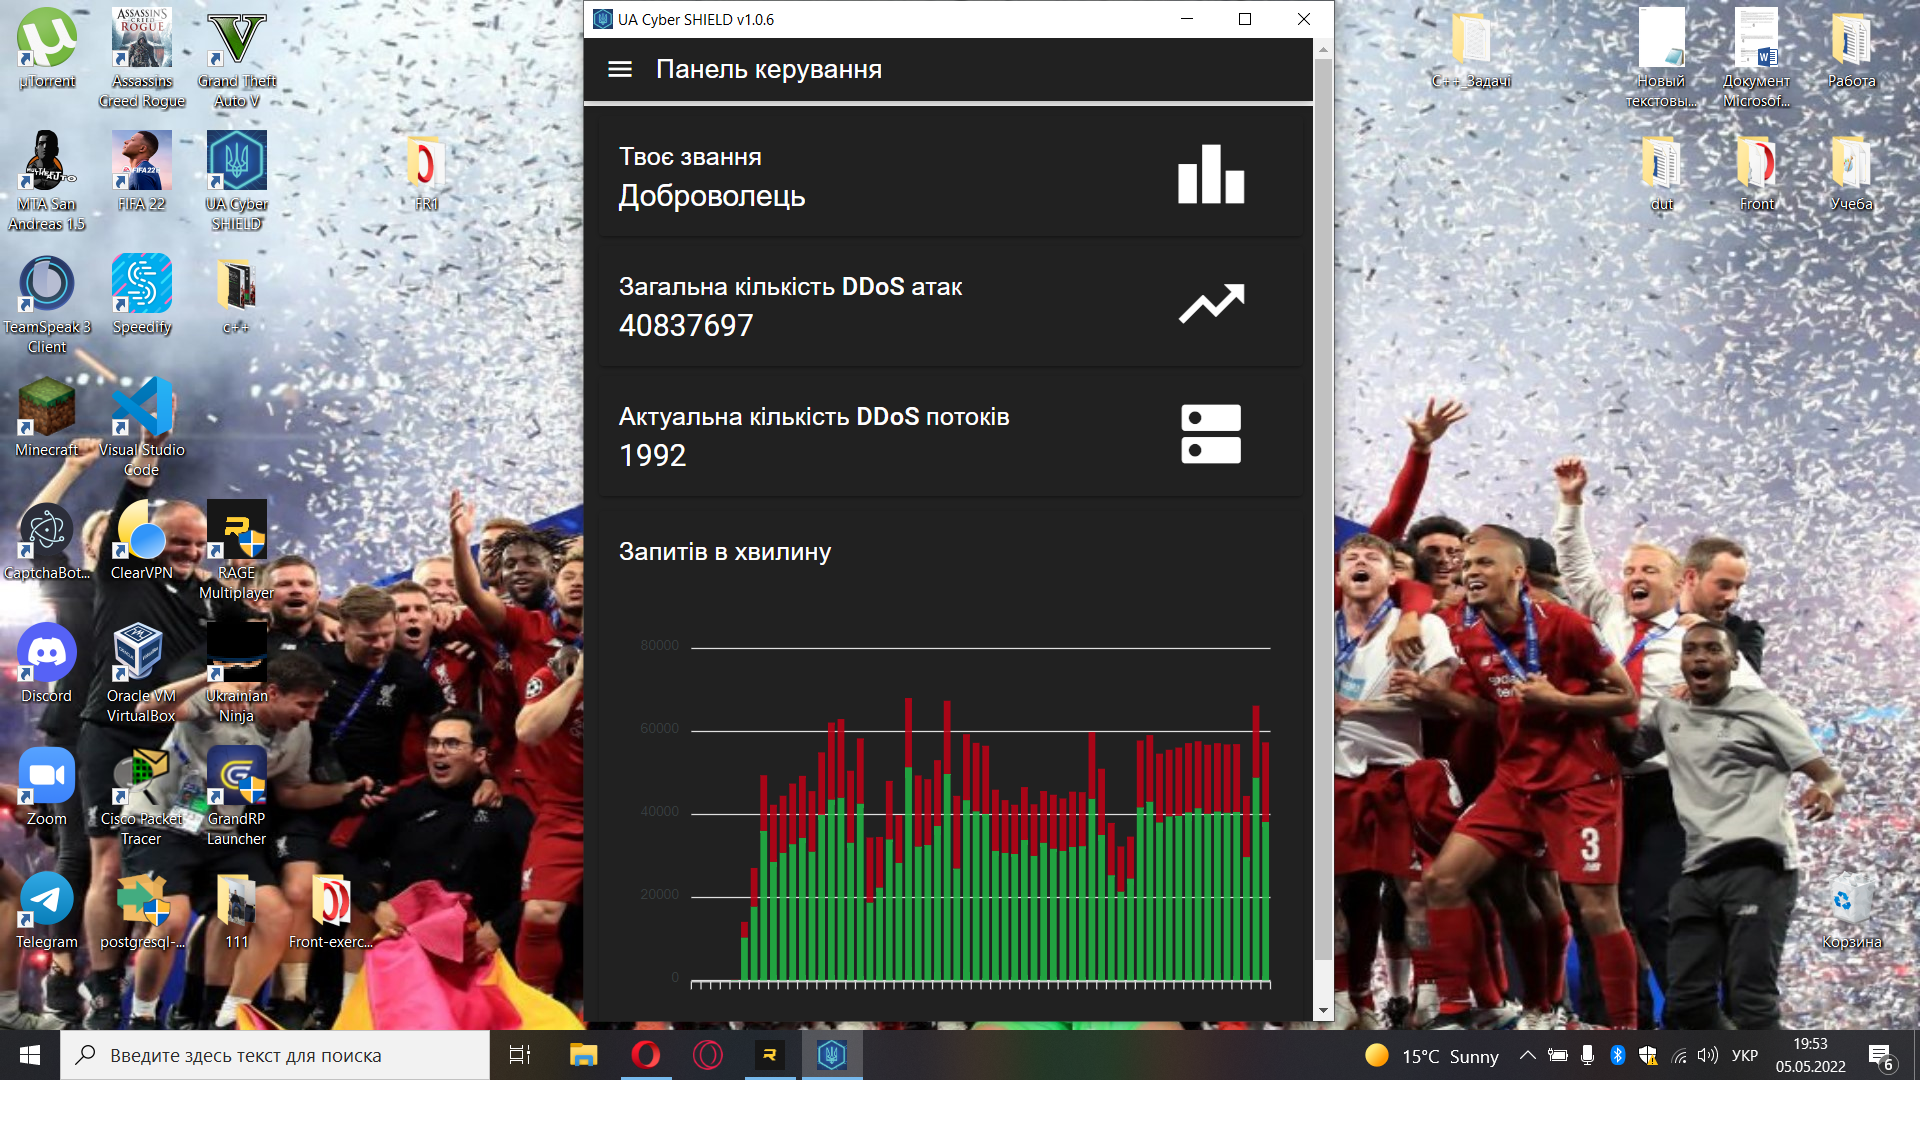 µTorrent
Assassins
Creed Rogue
Grand Theft
Auto V
MTA San
Andreas 1.5
FIFA 22
UA Cyber
SHIELD
FR1
TeamSpeak 3
Client
Speedify
c++
Minecraft
Visual Studio
Code
CaptchaBot...
ClearVPN
RAGE
Multiplayer
Discord
Oracle VM
VirtualBox
Ukrainian
Ninja
Zoom
Cisco Packet
Tracer
GrandRP
Launcher
Telegram
postgresql-...
111
Front-exerc...
UA Cyber SHIELD v1.0.6
Панель керування
Твоє звання
Доброволець
Загальна кількість DDoS атак
40837697
Актуальна кількість DDoS потоків
1992
Запитів в хвилину
80000
60000
40000
20000
0
C++_Задачі
Новый
текстовы...
Документ
Microsof...
Работа
dut
Front
Учеба
3
Корзина
Введите здесь текст для поиска
15°C Sunny
УКР
19:53
05.05.2022
6